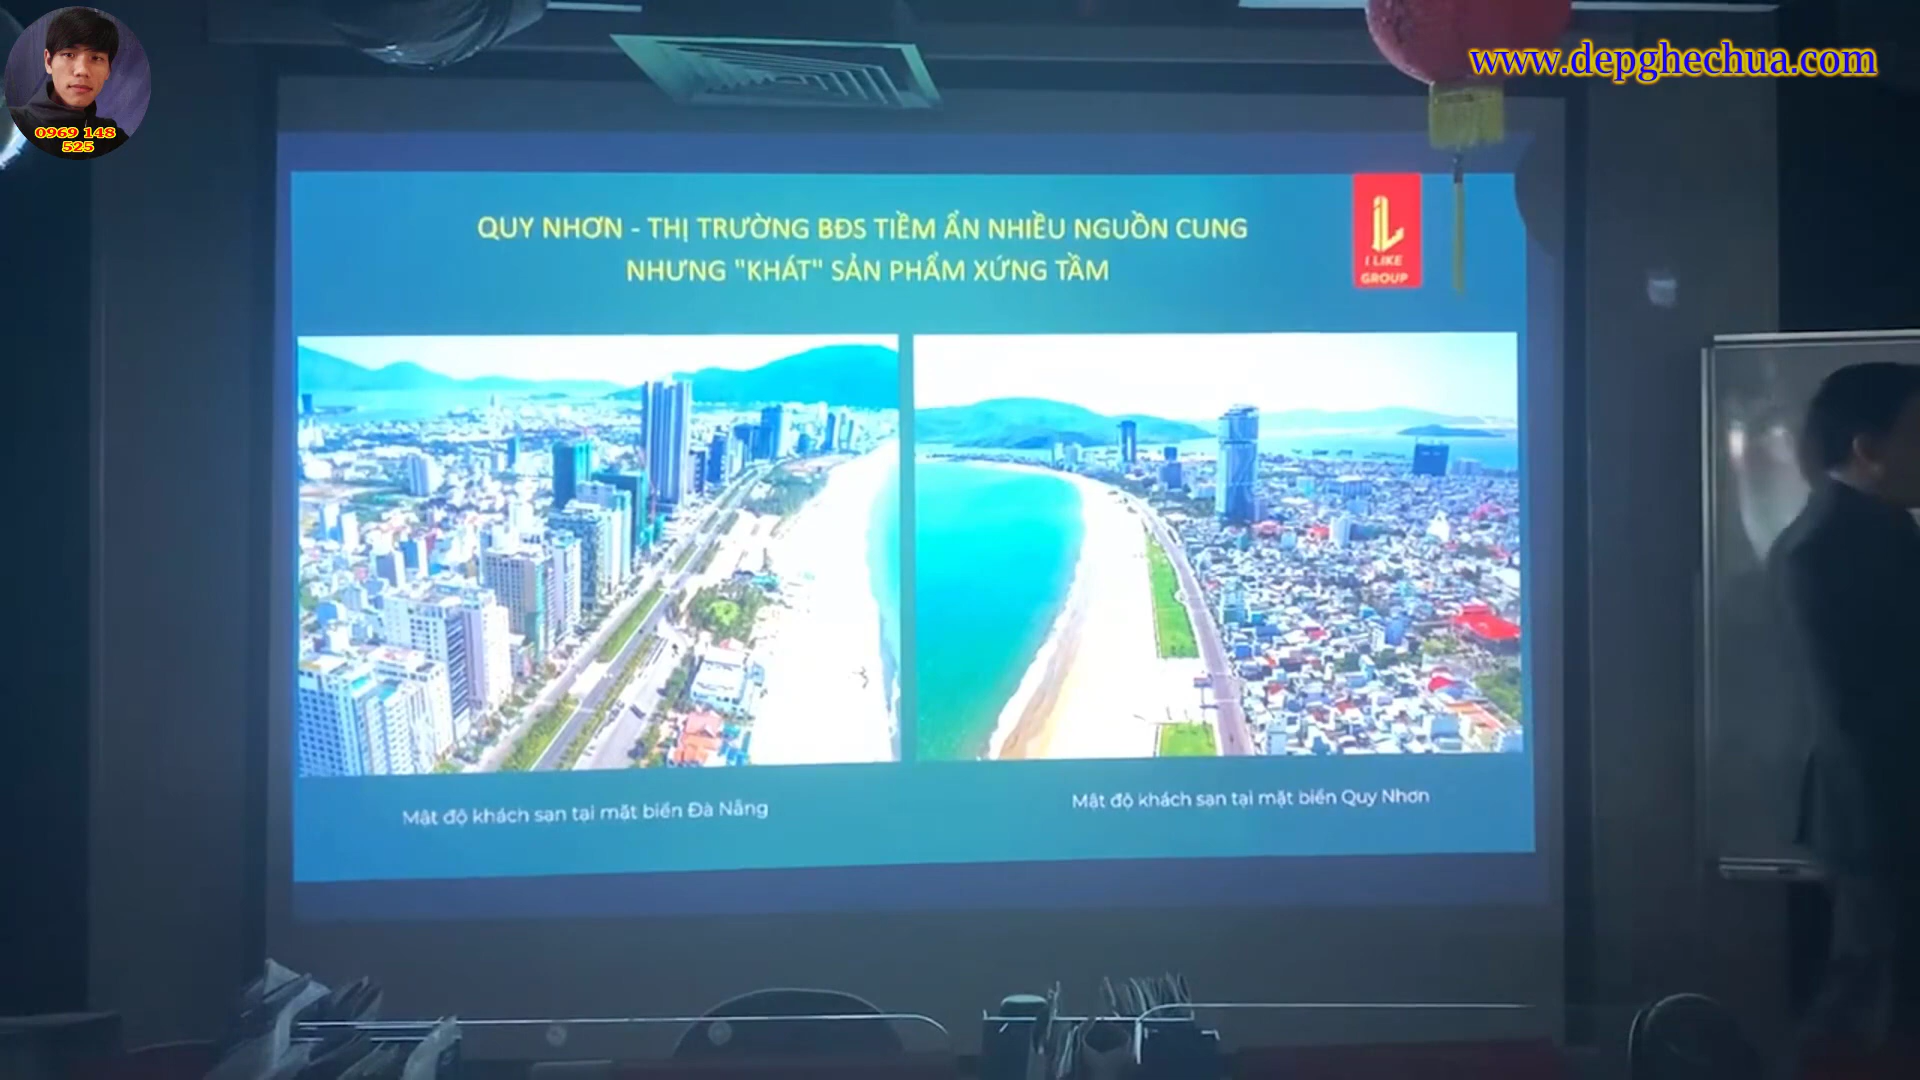 www.depghechua.com
0969 148
525
QUY NHƠN - THỊ TRƯỜNG BĐS TIỀM ẨN NHIỀU NGUỒN CUNG
NHƯNG "KHÁT" SẢN PHẨM XỨNG TẦM
I LIKE
GROUP
Mật độ khách sạn tại mặt biển Đà Nẵng
Mật độ khách sạn tại mặt biển Quy Nhơn